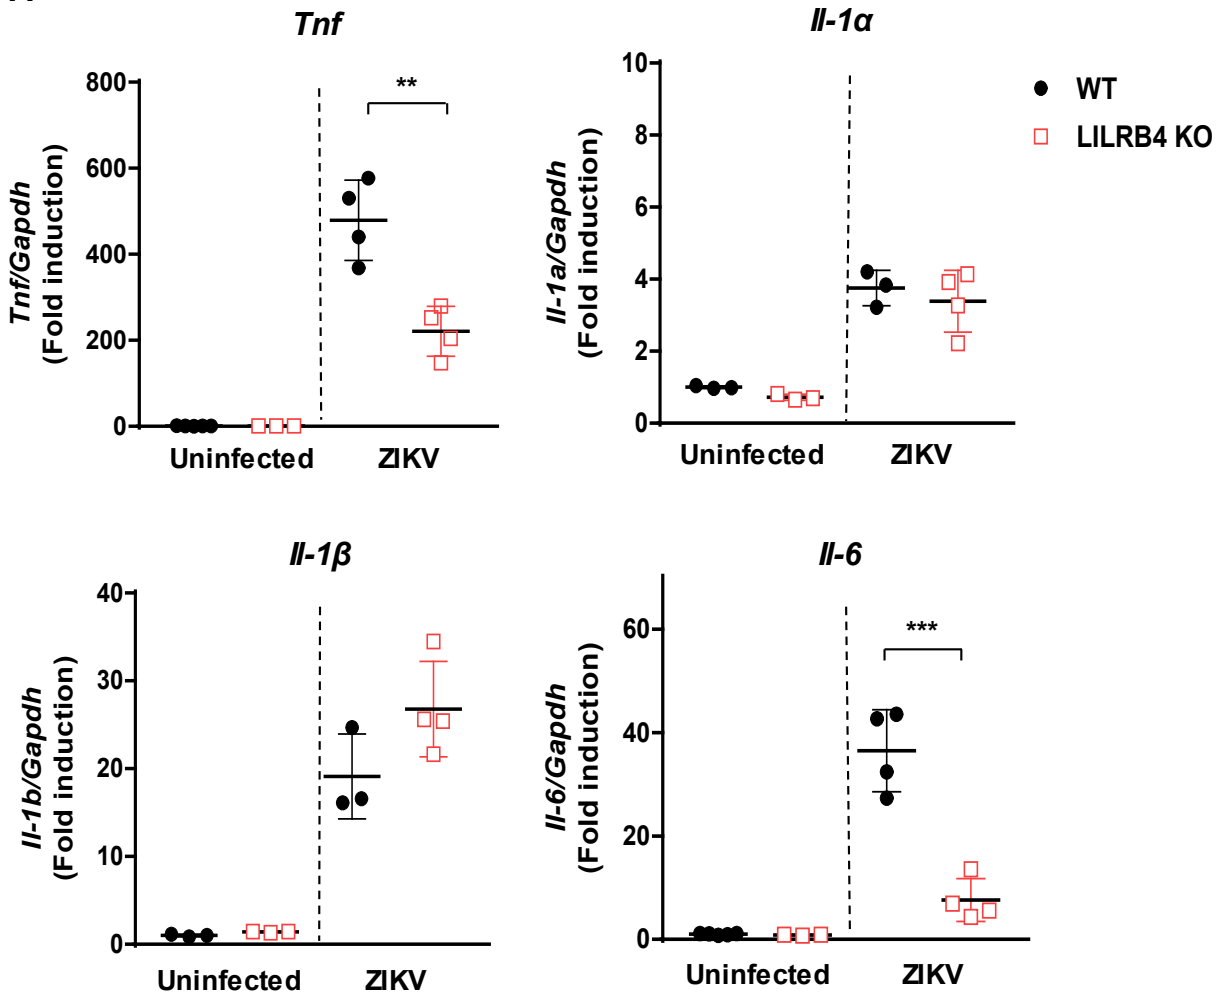 Tnf
Il-1α
WT
LILRB4 KO
Tnf/Gapdh
(Fold induction)
800
600
400
200
0
**
Uninfected
ZIKV
Il-1a/Gapdh
(Fold induction)
10
8
6
4
2
0
Uninfected
ZIKV
Il-1β
Il-1b/Gapdh
(Fold induction)
40
30
20
10
0
Uninfected
ZIKV
Il-6
Il-6/Gapdh
(Fold induction)
60
40
20
0
***
Uninfected
ZIKV